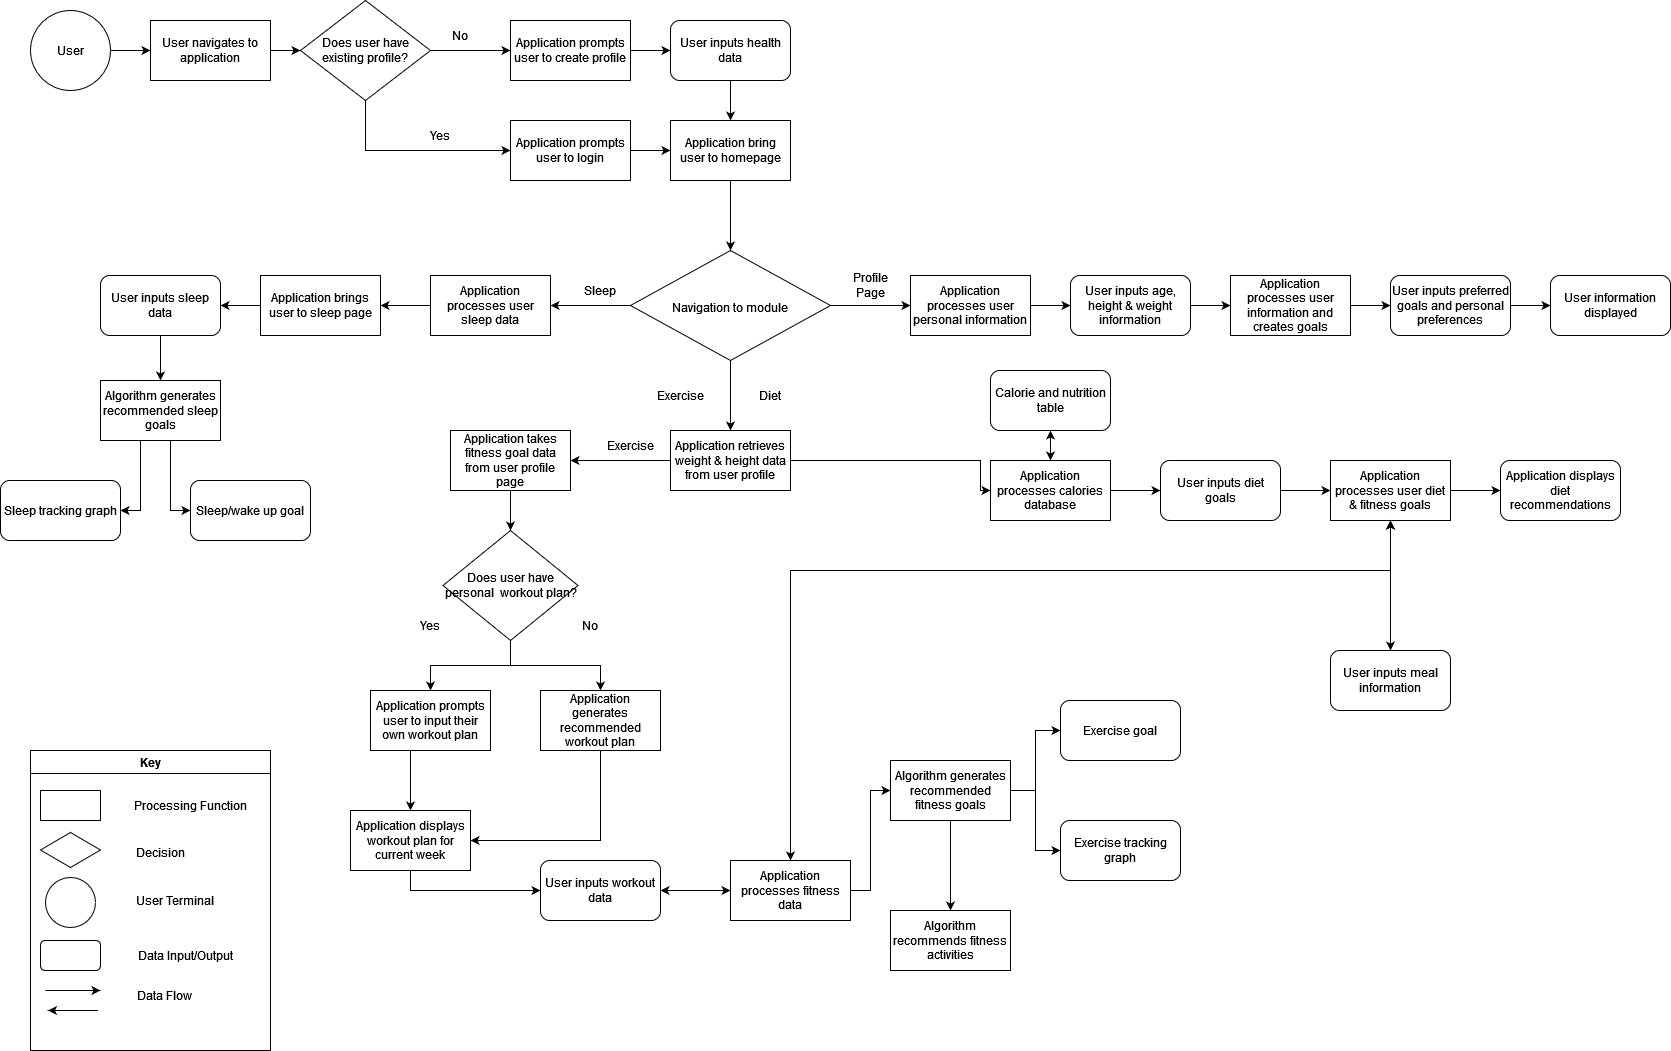 User
User navigates to
application
Does user have
existing profile?
No
Application prompts
user to create profile
User inputs health
data
Yes
Application prompts
user to login
Application bring
user to homepage
User inputs sleep
data
Application brings
user to sleep page
Application
processes user
sleep data
Sleep
Navigation to module
Profile
Page
Application
processes user
personal information
User inputs age,
height & weight
information
Application
processes user
information and
creates goals
User inputs preferred
goals and personal
preferences
User information
displayed
Algorithm generates
recommended sleep
goals
Sleep tracking graph
Sleep/wake up goal
Exercise
Diet
Calorie and nutrition
table
Application takes
fitness goal data
from user profile
page
Exercise
Application retrieves
weight & height data
from user profile
Application
processes calories
database
User inputs diet
goals
Application
processes user diet
& fitness goals
Application displays
diet
recommendations
Does user have
personal  workout plan?
Yes
No
User inputs meal
information
Application prompts
user to input their
own workout plan
Application
generates
recommended
workout plan
Application displays
workout plan for
current week
User inputs workout
data
Application
processes fitness
data
Algorithm generates
recommended
fitness goals
Exercise goal
Exercise tracking
graph
Algorithm
recommends fitness
activities
Key
Processing Function
Decision
User Terminal
Data Input/Output
Data Flow